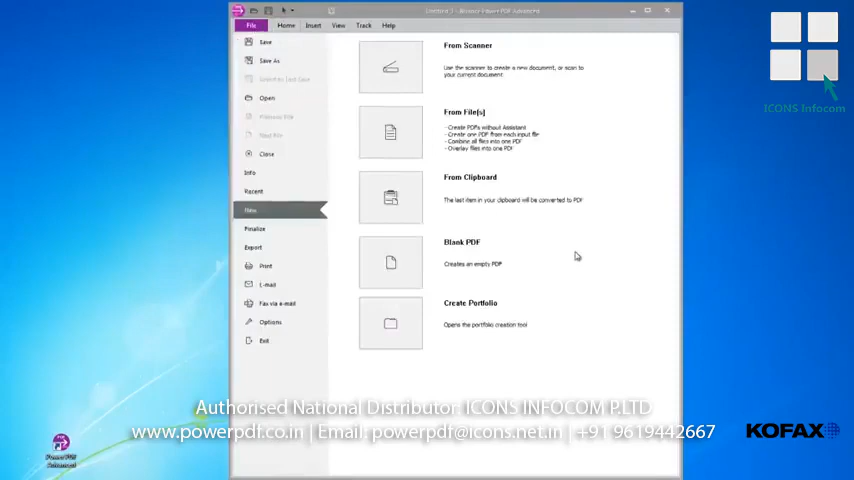 File
Home
Insert
View
Track
Help
Save
Save As
Open
Close
Info
Recent
New
Finalize
Export
Print
E-mail
Fax via e-mail
Options
Exit
From Scanner
Use the scanner to create a new document, or scan to
your current document
From File[s]
- Create PDFs without Assistant
- Create one PDF from each input file
- Combine all files into one PDF
- Overlay files into one PDF
From Clipboard
The last item in your clipboard will be converted to PDF
Blank PDF
Creates an empty PDF
Create Portfolio
Opens the portfolio creation tool
ICONS Infocom
Power PDF
Advanced
Authorised National Distributor: ICONS INFOCOM P.LTD
www.powerpdf.co.in | Email: powerpdf@icons.net.in | +91 9619442667
KOFAX